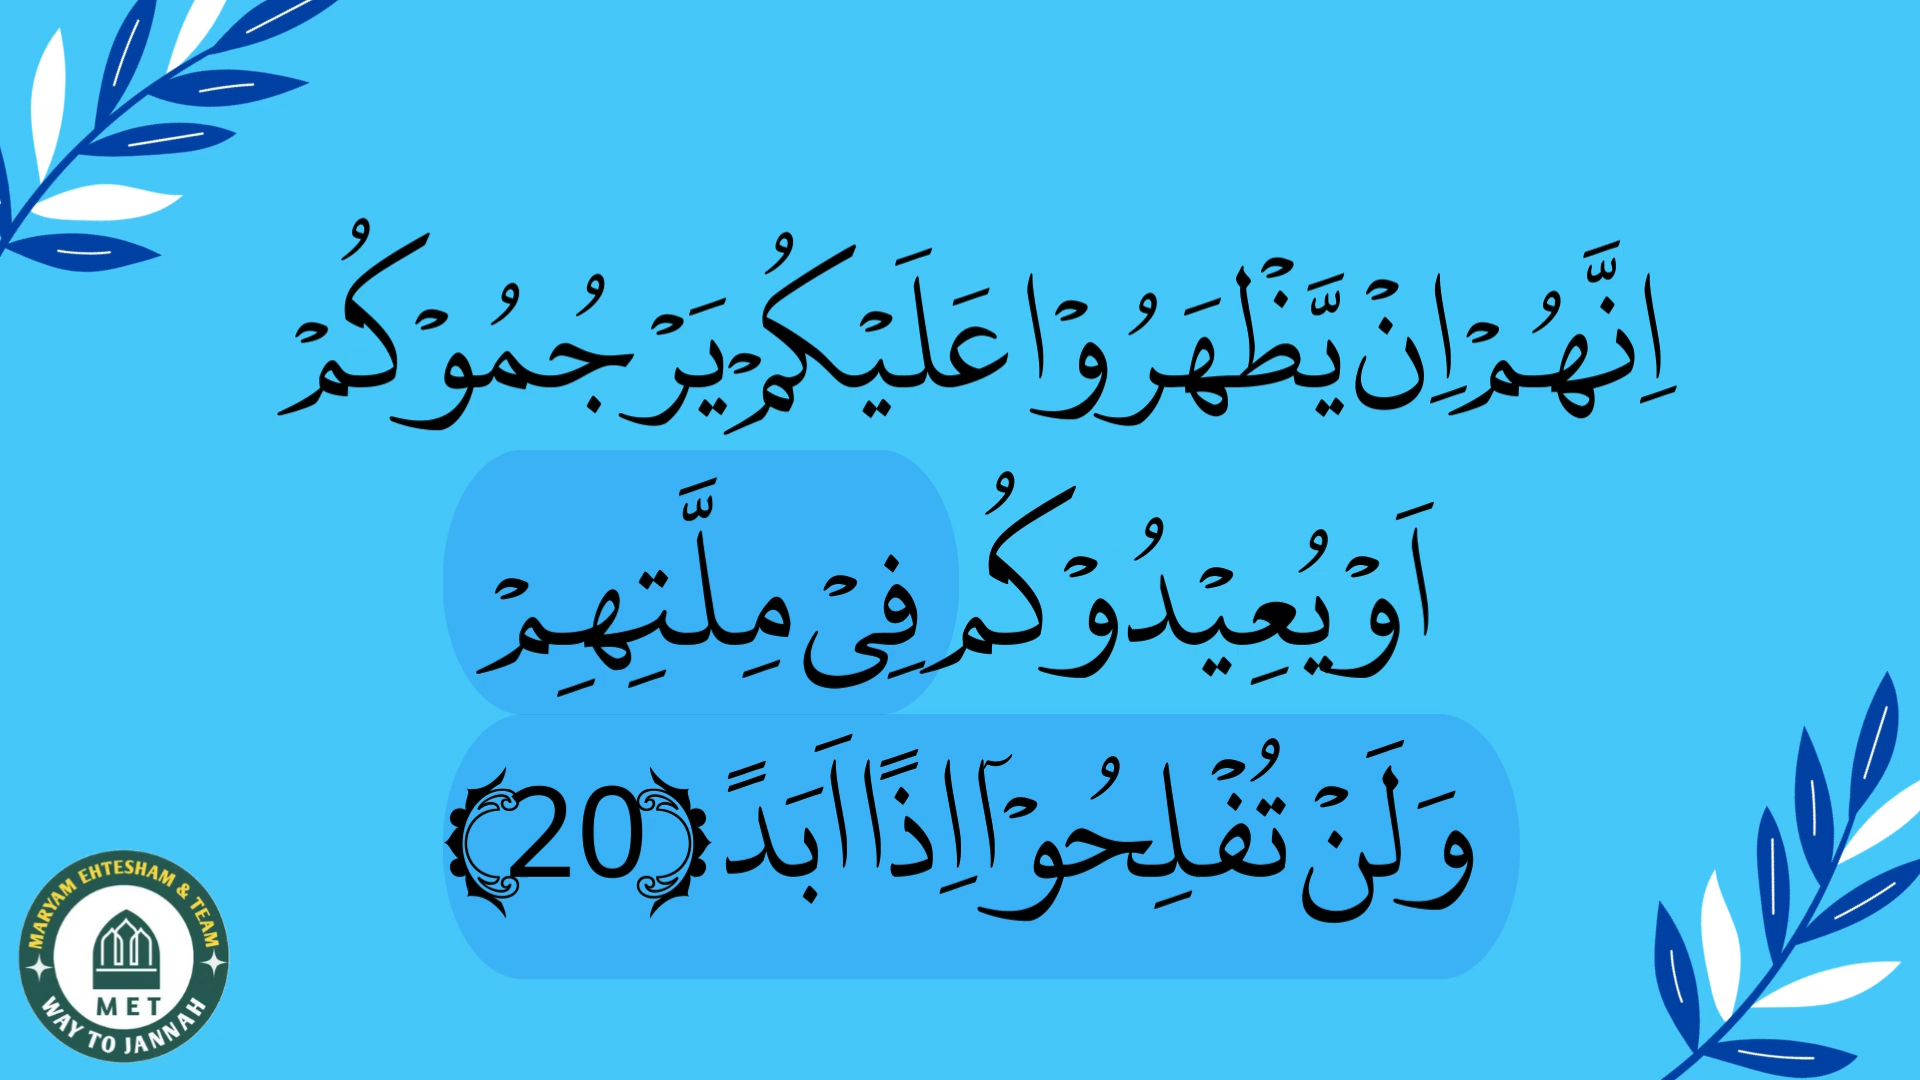 اِنَّهُمْ اِنْ يَّظْهَرُوْا عَلَيْكُمْ يَرْجُمُوْكُمْ
اَوْ يُعِيْدُوْكُمْ فِىْ مِلَّتِهِمْ
وَلَنْ تُفْلِحُوْۤا اِذًا اَبَدًا ﴿20﴾
MARYAM EHTESHAM & TEAM
MET
WAY TO JANNAH